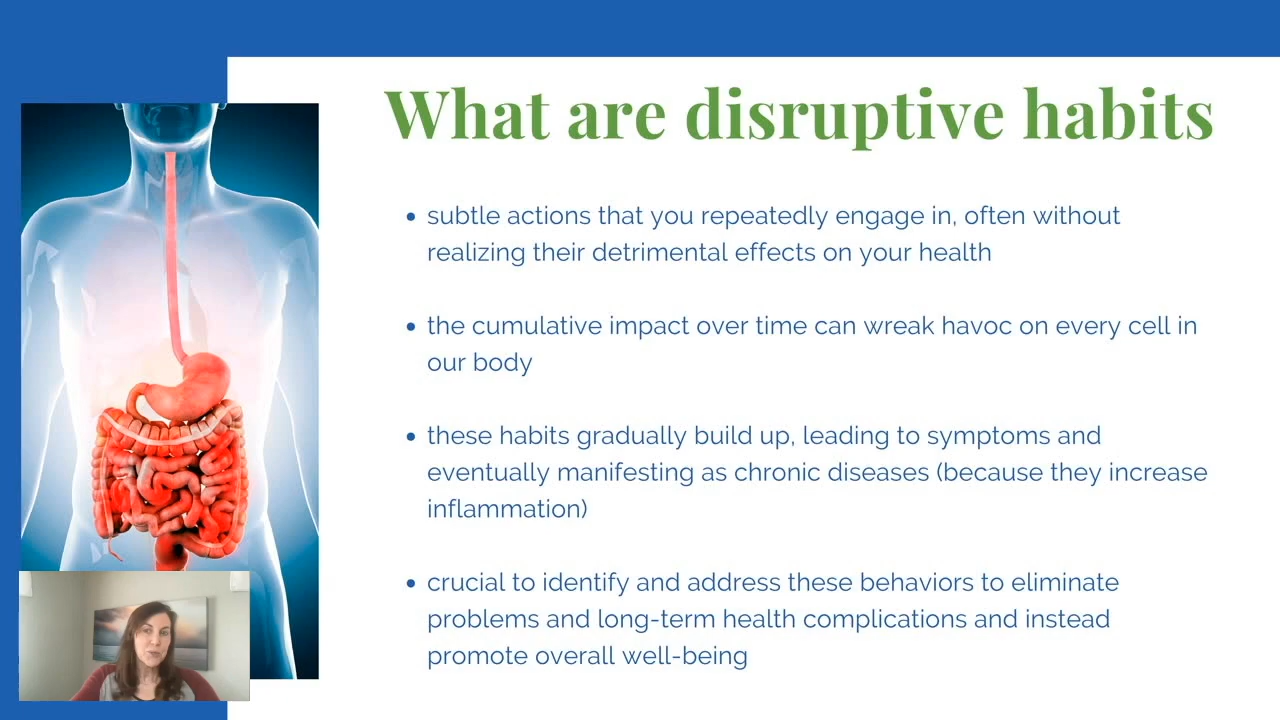 What are disruptive habits
subtle actions that you repeatedly engage in, often without
realizing their detrimental effects on your health
the cumulative impact over time can wreak havoc on every cell in
our body
these habits gradually build up, leading to symptoms and
eventually manifesting as chronic diseases (because they increase
inflammation)
crucial to identify and address these behaviors to eliminate
problems and long-term health complications and instead
promote overall well-being